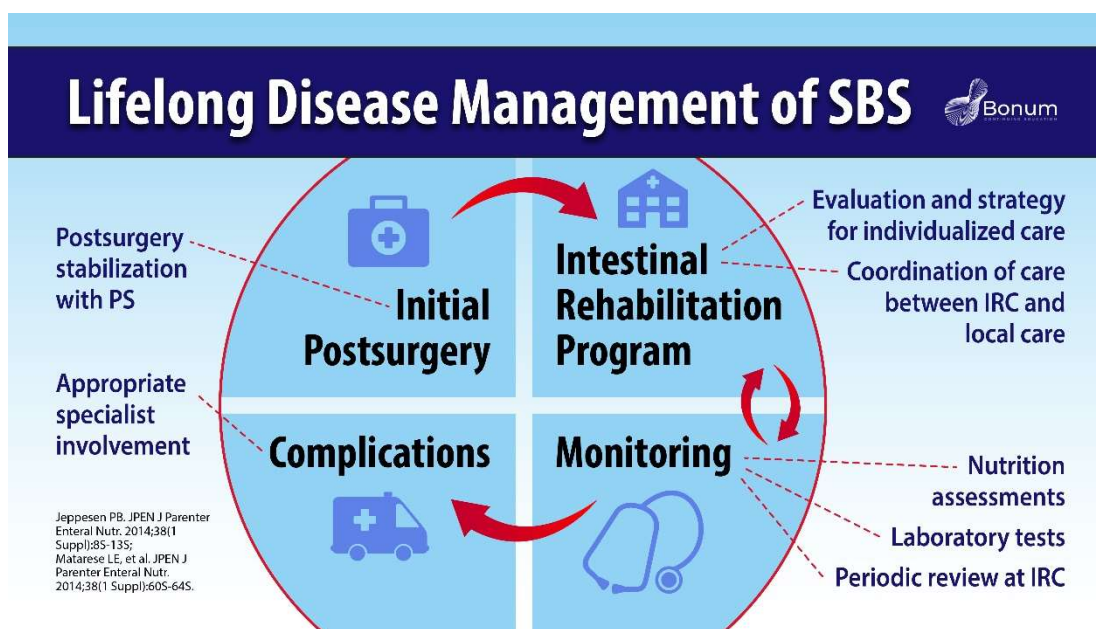 Lifelong Disease Management of SBS
Bonum
CONTINUING EDUCATION
Postsurgery
stabilization
with PS
Initial
Postsurgery
Intestinal
Rehabilitation
Program
Evaluation and strategy
for individualized care
Coordination of care
between IRC and
local care
Appropriate
specialist
involvement
Complications
Monitoring
Nutrition
assessments
Laboratory tests
Periodic review at IRC
Jeppesen PB. JPEN J Parenter
Enteral Nutr. 2014;38(1
Suppl):8S-13S;
Matarese LE, et al. JPEN J
Parenter Enteral Nutr.
2014;38(1 Suppl):60S-64S.